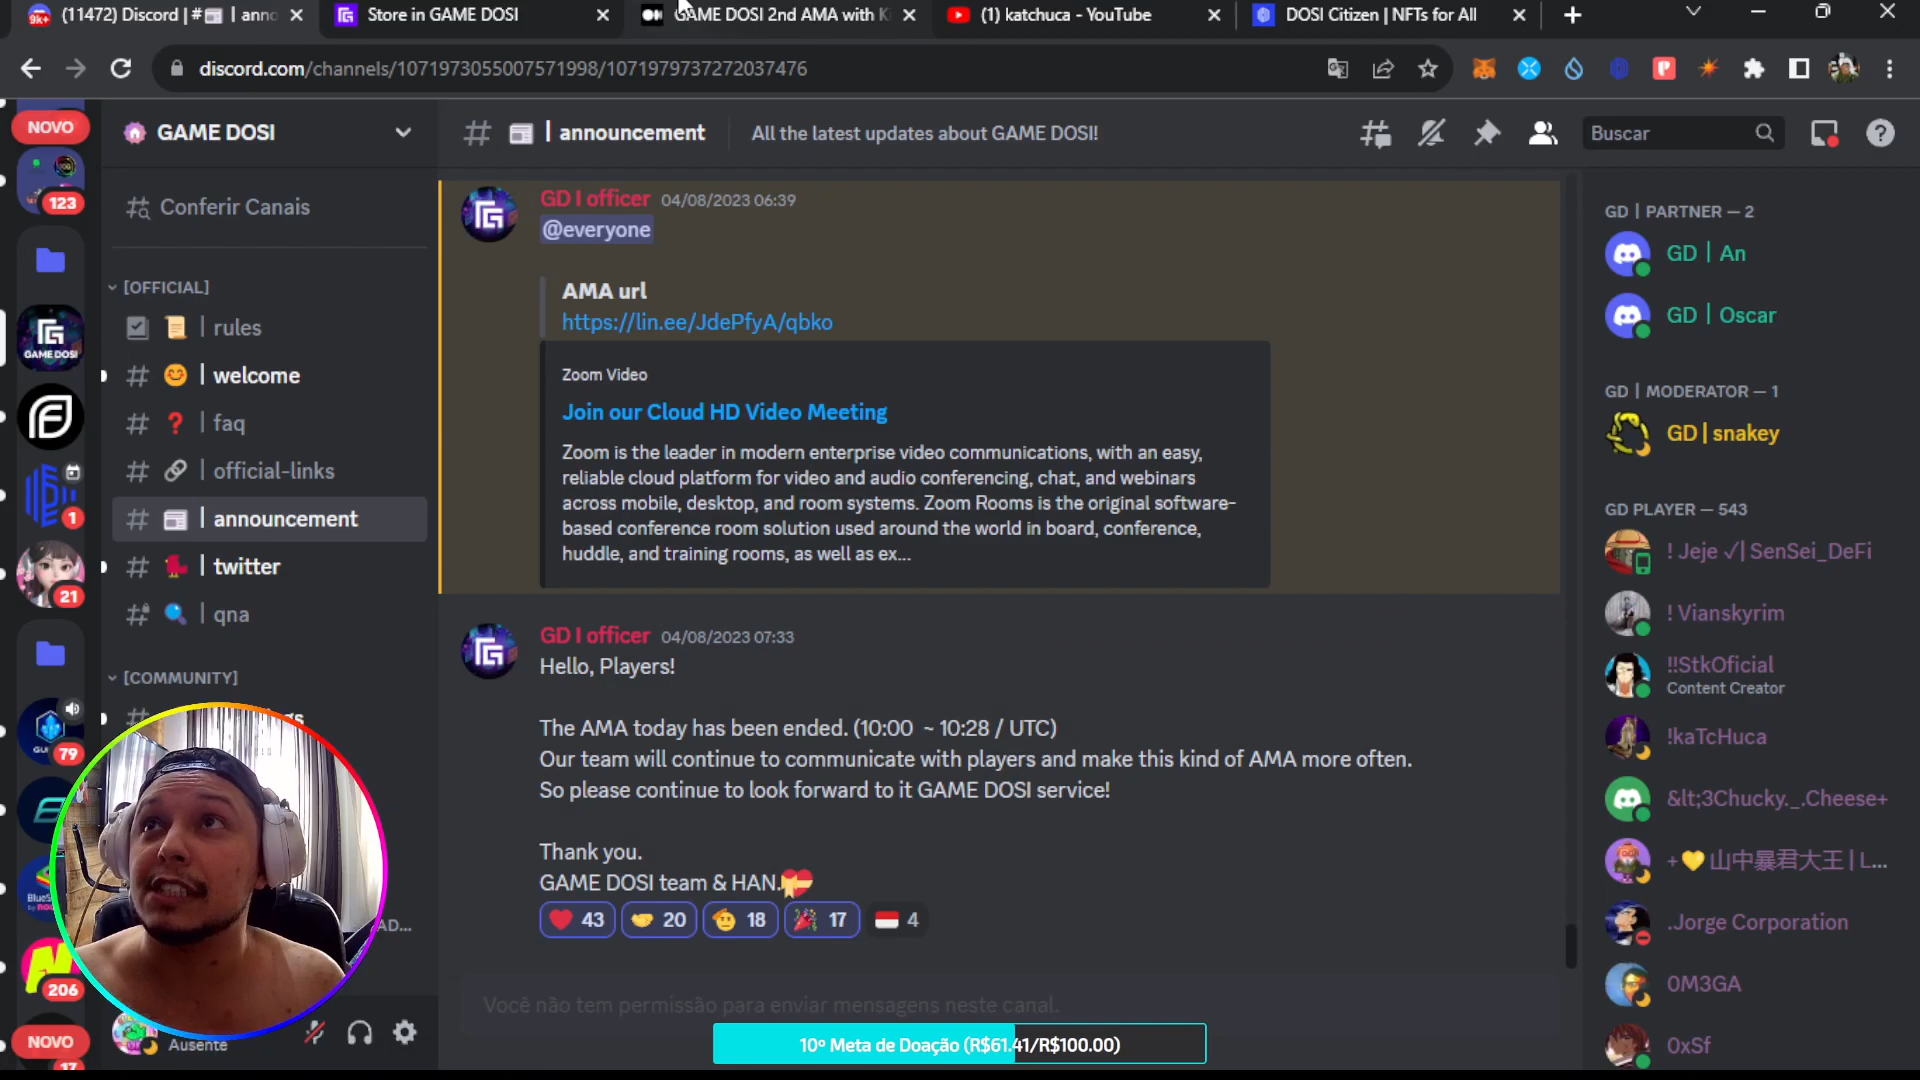 (11472) Discord | # | anno
Store in GAME DOSI
GAME DOSI 2nd AMA with Ki
(1) katchuca - YouTube
DOSI Citizen | NFTs for All
discord.com/channels/1071973055007571998/1071979737272037476
NOVO
GAME DOSI
| announcement
All the latest updates about GAME DOSI!
Buscar
123
Conferir Canais
[OFFICIAL]
| rules
GAME DOSI
| welcome
| faq
| official-links
1
| announcement
| twitter
21
| qna
[COMMUNITY]
79
AD...
206
NOVO
17
Ausente
GD I officer 04/08/2023 06:39
@everyone
AMA url
https://lin.ee/JdePfyA/qbko
Zoom Video
Join our Cloud HD Video Meeting
Zoom is the leader in modern enterprise video communications, with an easy,
reliable cloud platform for video and audio conferencing, chat, and webinars
across mobile, desktop, and room systems. Zoom Rooms is the original software-
based conference room solution used around the world in board, conference,
huddle, and training rooms, as well as ex...
GD I officer 04/08/2023 07:33
Hello, Players!
The AMA today has been ended. (10:00 ~ 10:28 / UTC)
Our team will continue to communicate with players and make this kind of AMA more often.
So please continue to look forward to it GAME DOSI service!
Thank you.
GAME DOSI team & HAN.
43 20 18 17 4
Você não tem permissão para enviar mensagens neste canal.
10º Meta de Doação (R$61.41/R$100.00)
GD | PARTNER — 2
GD | An
GD | Oscar
GD | MODERATOR — 1
GD | snakey
GD PLAYER — 543
! Jeje √| SenSei_DeFi
! Vianskyrim
!!StkOficial
Content Creator
!kaTcHuca
&lt;3Chucky._.Cheese+
+💛山中暴君大王 | L...
.Jorge Corporation
0M3GA
0xSf